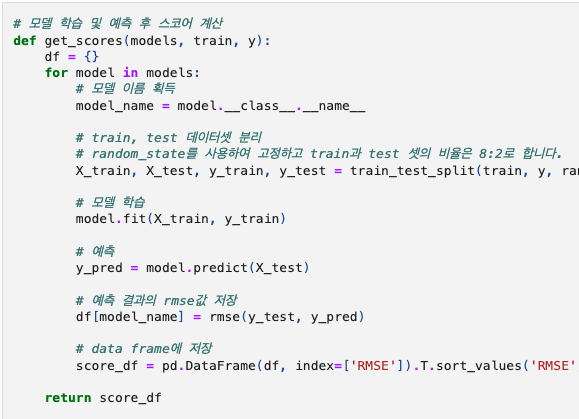 # 모델 학습 및 예측 후 스코어 계산
def get_scores(models, train, y):
    df = {}
    for model in models:
        # 모델 이름 획득
        model_name = model.__class__.__name__
        # train, test 데이터셋 분리
        # random_state를 사용하여 고정하고 train과 test 셋의 비율은 8:2로 합니다.
        X_train, X_test, y_train, y_test = train_test_split(train, y,
        # 모델 학습
        model.fit(X_train, y_train)
        # 예측
        y_pred = model.predict(X_test)
        # 예측 결과의 rmse값 저장
        df[model_name] = rmse(y_test, y_pred)
        # data frame에 저장
        score_df = pd.DataFrame(df, index=['RMSE']).T.sort_values('RMSE'
    return score_df